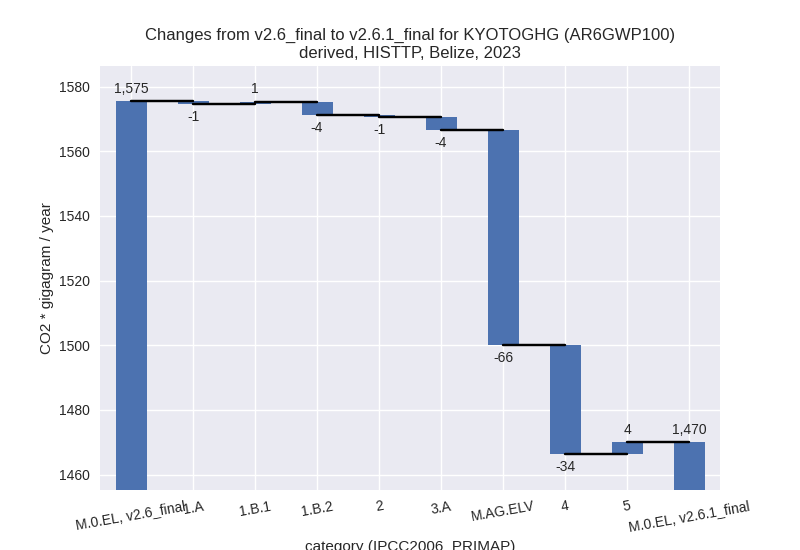 Changes from v2.6_final to v2.6.1_final for KYOTOGHG (AR6GWP100)
derived, HISTTP, Belize, 2023
CO2 * gigagram / year
1580
1560
1540
1520
1500
1480
1460
1,575
-1
1
-4
-1
-4
-66
-34
4
1,470
M.0.EL, v2.6_final
1.A
1.B.1
1.B.2
2
3.A
M.AG.ELV
4
5
M.0.EL, v2.6.1_final
category (IPCC2006_PRIMAP)